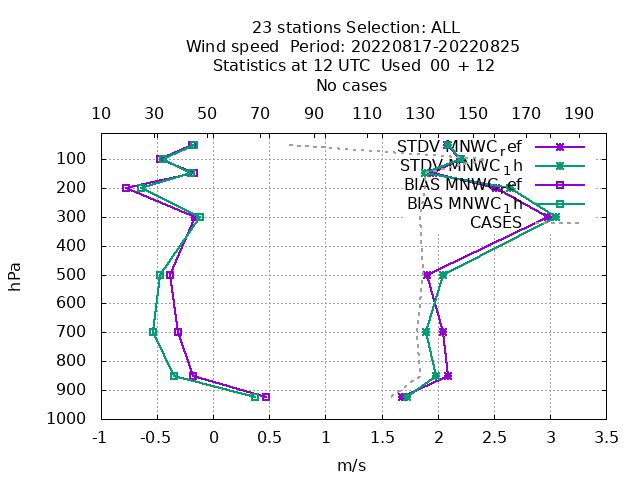 23 stations Selection: ALL
Wind speed  Period: 20220817-20220825
Statistics at 12 UTC  Used  00 + 12
No cases
10 30 50 70 90 110 130 150 170 190
STDV MNWC_ref
STDV MNWC_1h
BIAS MNWC_ref
BIAS MNWC_1h
CASES
100
200
300
400
500
600
700
800
900
1000
hPa
-1 -0.5 0 0.5 1 1.5 2 2.5 3 3.5
m/s